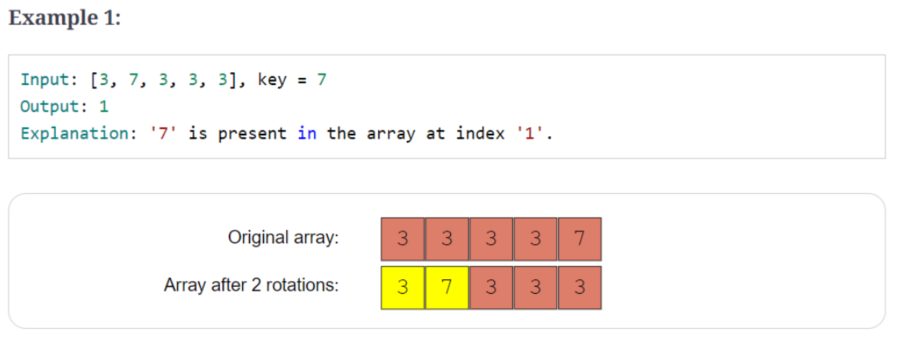 Example 1:
Input: [3, 7, 3, 3, 3], key = 7
Output: 1
Explanation: '7' is present in the array at index '1'.
Original array: 3 3 3 3 7
Array after 2 rotations: 3 7 3 3 3